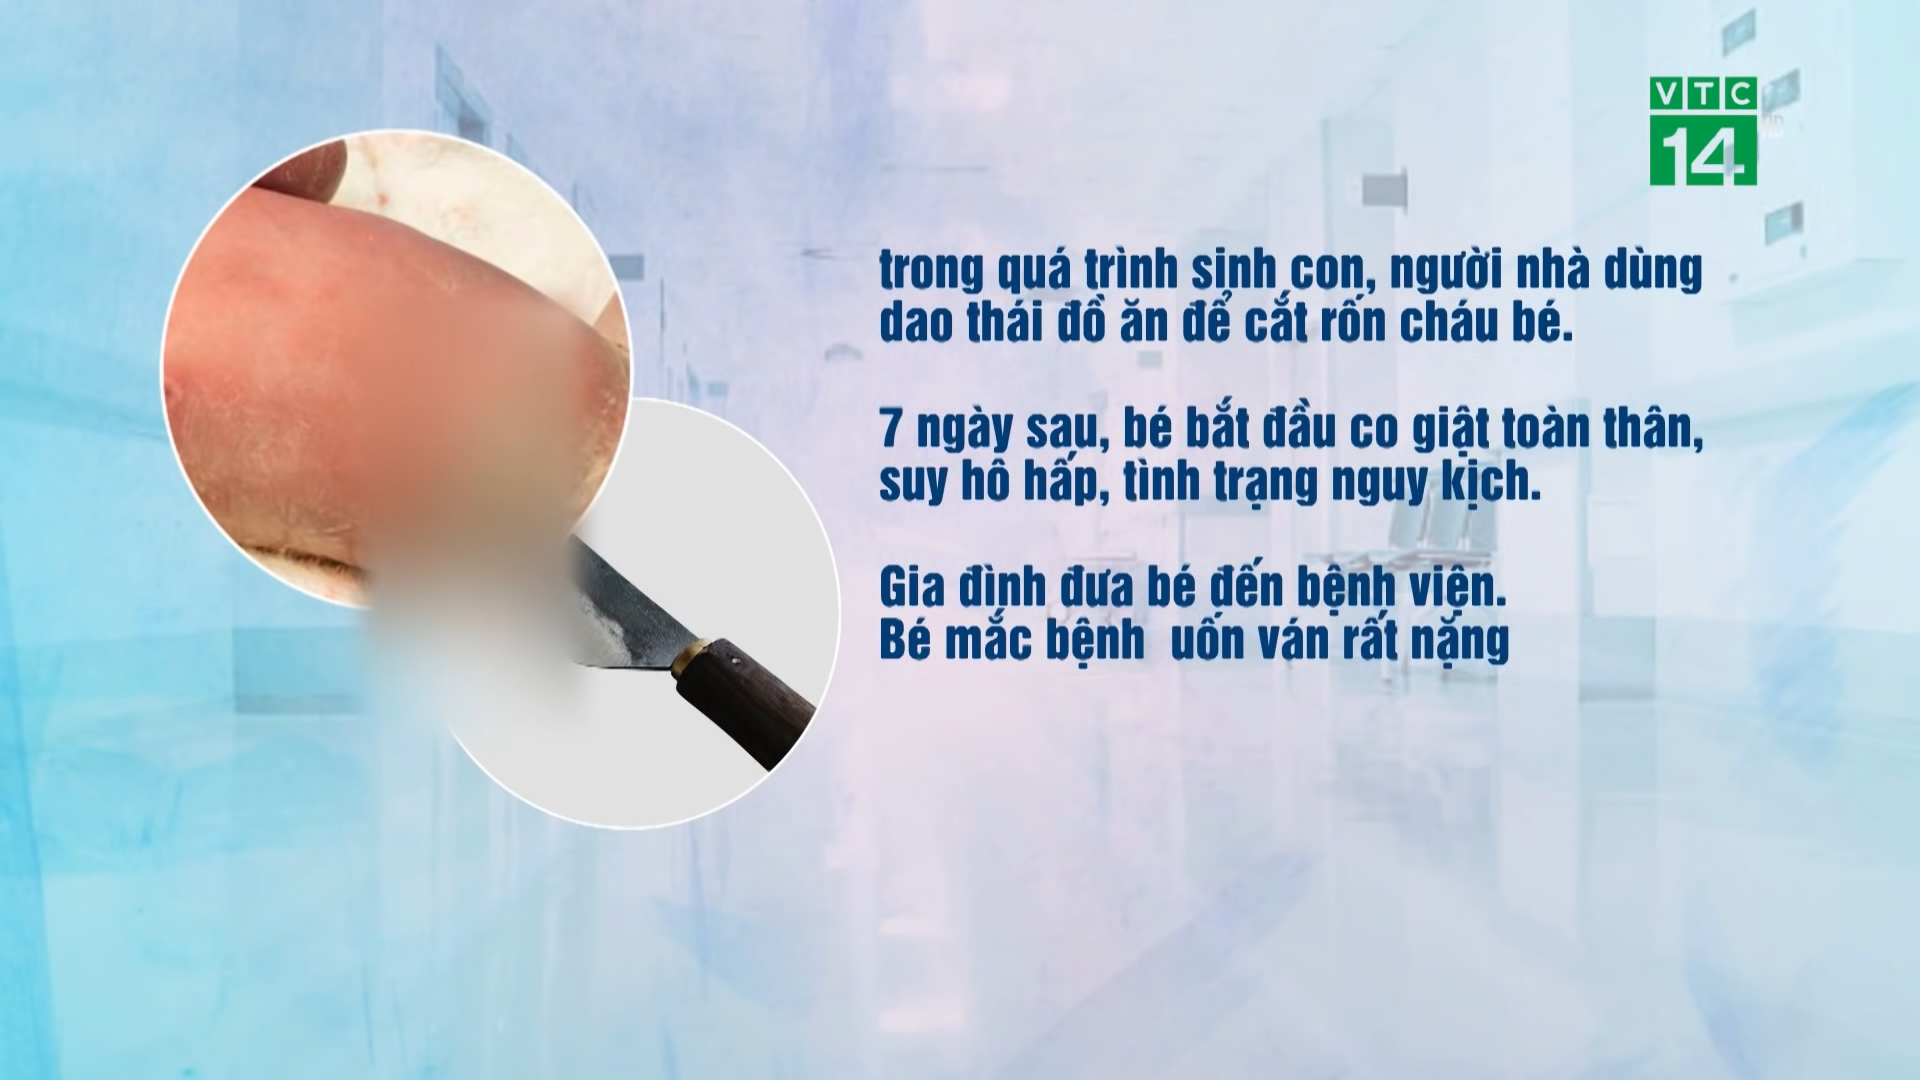 VTC
14
trong quá trình sinh con, người nhà dùng
dao thái đồ ăn để cắt rốn cháu bé.
7 ngày sau, bé bắt đầu co giật toàn thân,
suy hô hấp, tình trạng nguy kịch.
Gia đình đưa bé đến bệnh viện.
Bé mắc bệnh  uốn ván rất nặng